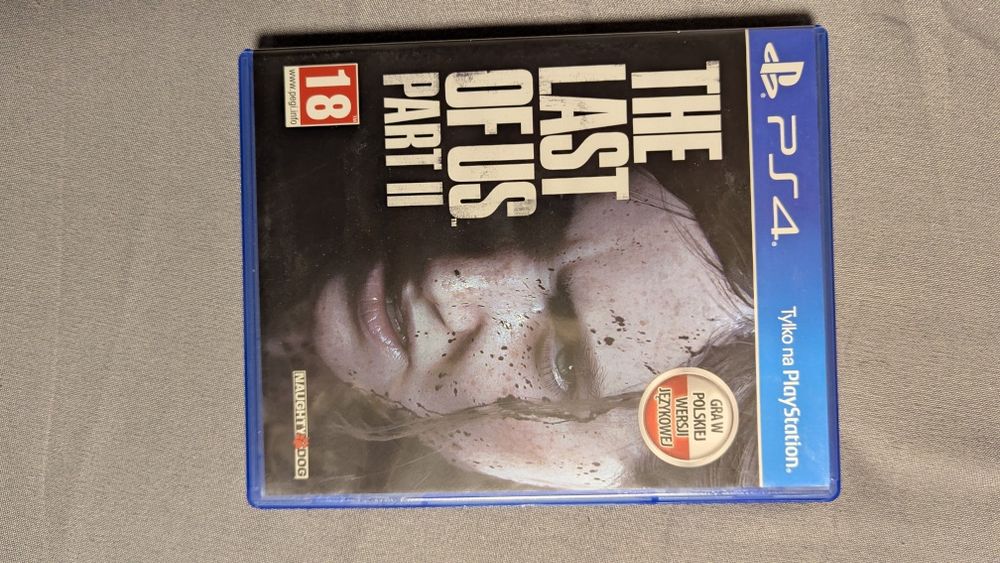 PS4
Tylko na PlayStation
THE
LAST
OF US
PART II
GRA W
POLSKIEJ
WERSJI
JĘZYKOWEJ
18
www.pegi.info
NAUGHTY DOG